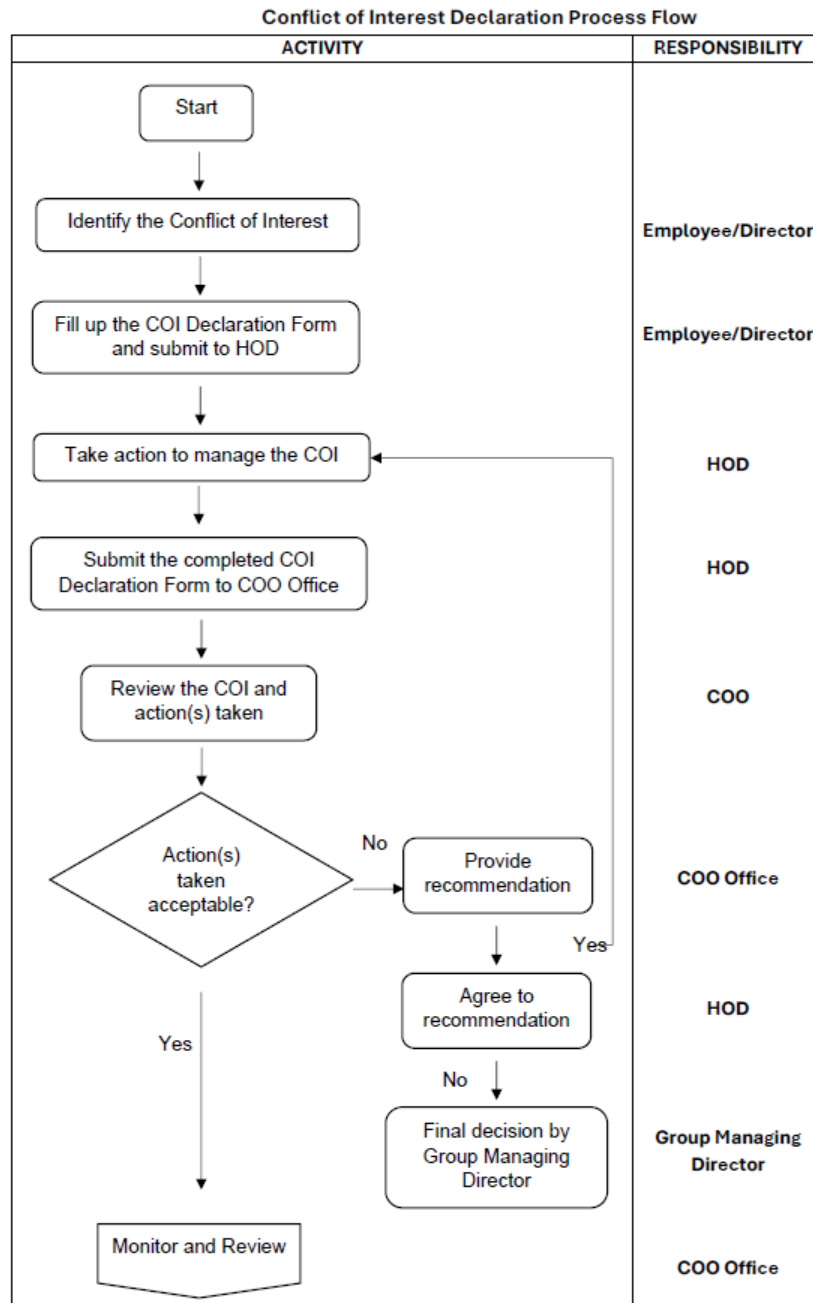 Conflict of Interest Declaration Process Flow
ACTIVITY
RESPONSIBILITY
Start
Identify the Conflict of Interest
Employee/Director
Fill up the COI Declaration Form
and submit to HOD
Employee/Director
Take action to manage the COI
HOD
Submit the completed COI
Declaration Form to COO Office
HOD
Review the COI and
action(s) taken
COO
Action(s)
taken
acceptable?
No
Provide
recommendation
COO Office
Yes
Agree to
recommendation
HOD
Yes
No
Final decision by
Group Managing
Director
Group Managing
Director
Monitor and Review
COO Office